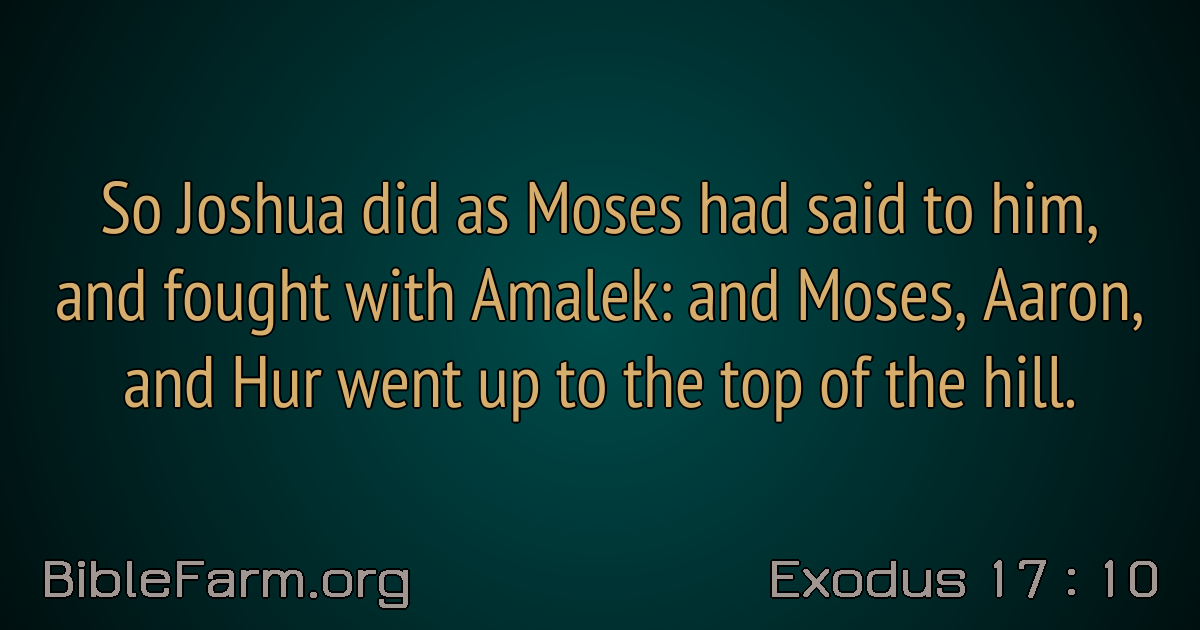 So Joshua did as Moses had said to him,
and fought with Amalek: and Moses, Aaron,
and Hur went up to the top of the hill.
BibleFarm.org
Exodus 17 : 10